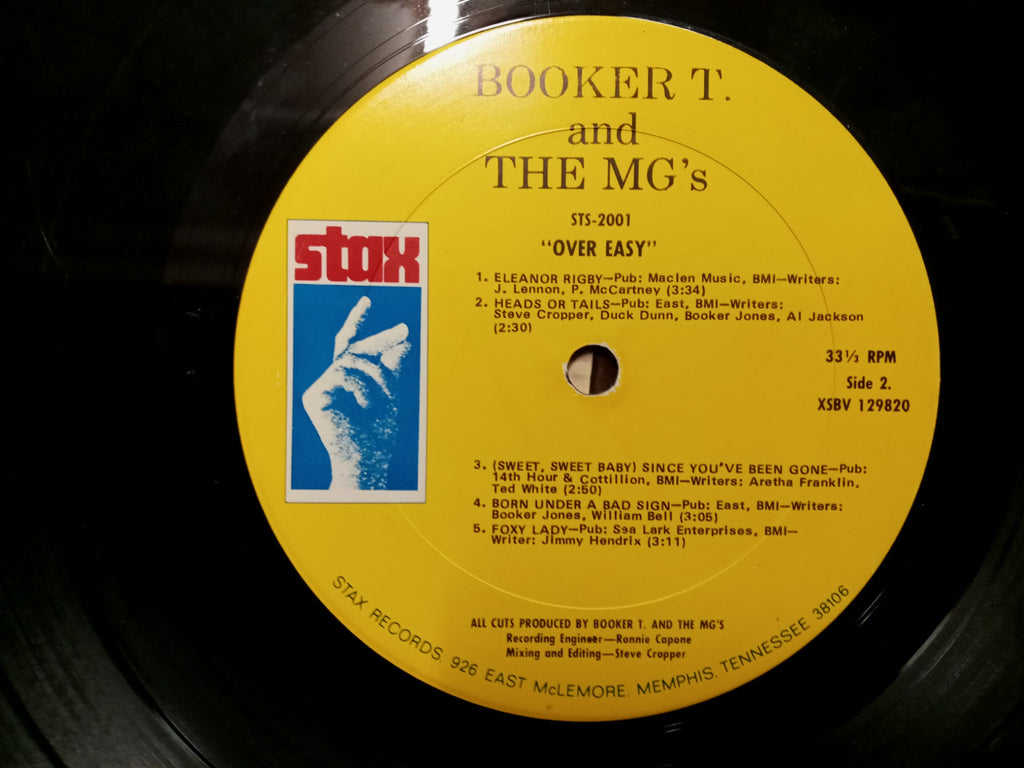 BOOKER T.
and
THE MG's
STS-2001
"OVER EASY"
stax
1. ELEANOR RIGBY—Pub: Maclen Music, BMI—Writers:
J. Lennon, P. McCartney (3:34)
2. HEADS OR TAILS—Pub: East, BMI—Writers:
Steve Cropper, Duck Dunn, Booker Jones, Al Jackson
(2:30)
33⅓ RPM
Side 2.
XSBV 129820
3. (SWEET, SWEET BABY) SINCE YOU'VE BEEN GONE—Pub:
14th Hour & Cottillion, BMI—Writers: Aretha Franklin,
Ted White (2:50)
4. BORN UNDER A BAD SIGN—Pub: East, BMI—Writers:
Booker Jones, William Bell (3:05)
5. FOXY LADY—Pub: Sea Lark Enterprises, BMI—
Writer: Jimmy Hendrix (3:11)
ALL CUTS PRODUCED BY BOOKER T. AND THE MG'S
Recording Engineer—Ronnie Capone
Mixing and Editing—Steve Cropper
STAX RECORDS, 926 EAST McLEMORE, MEMPHIS, TENNESSEE 38106